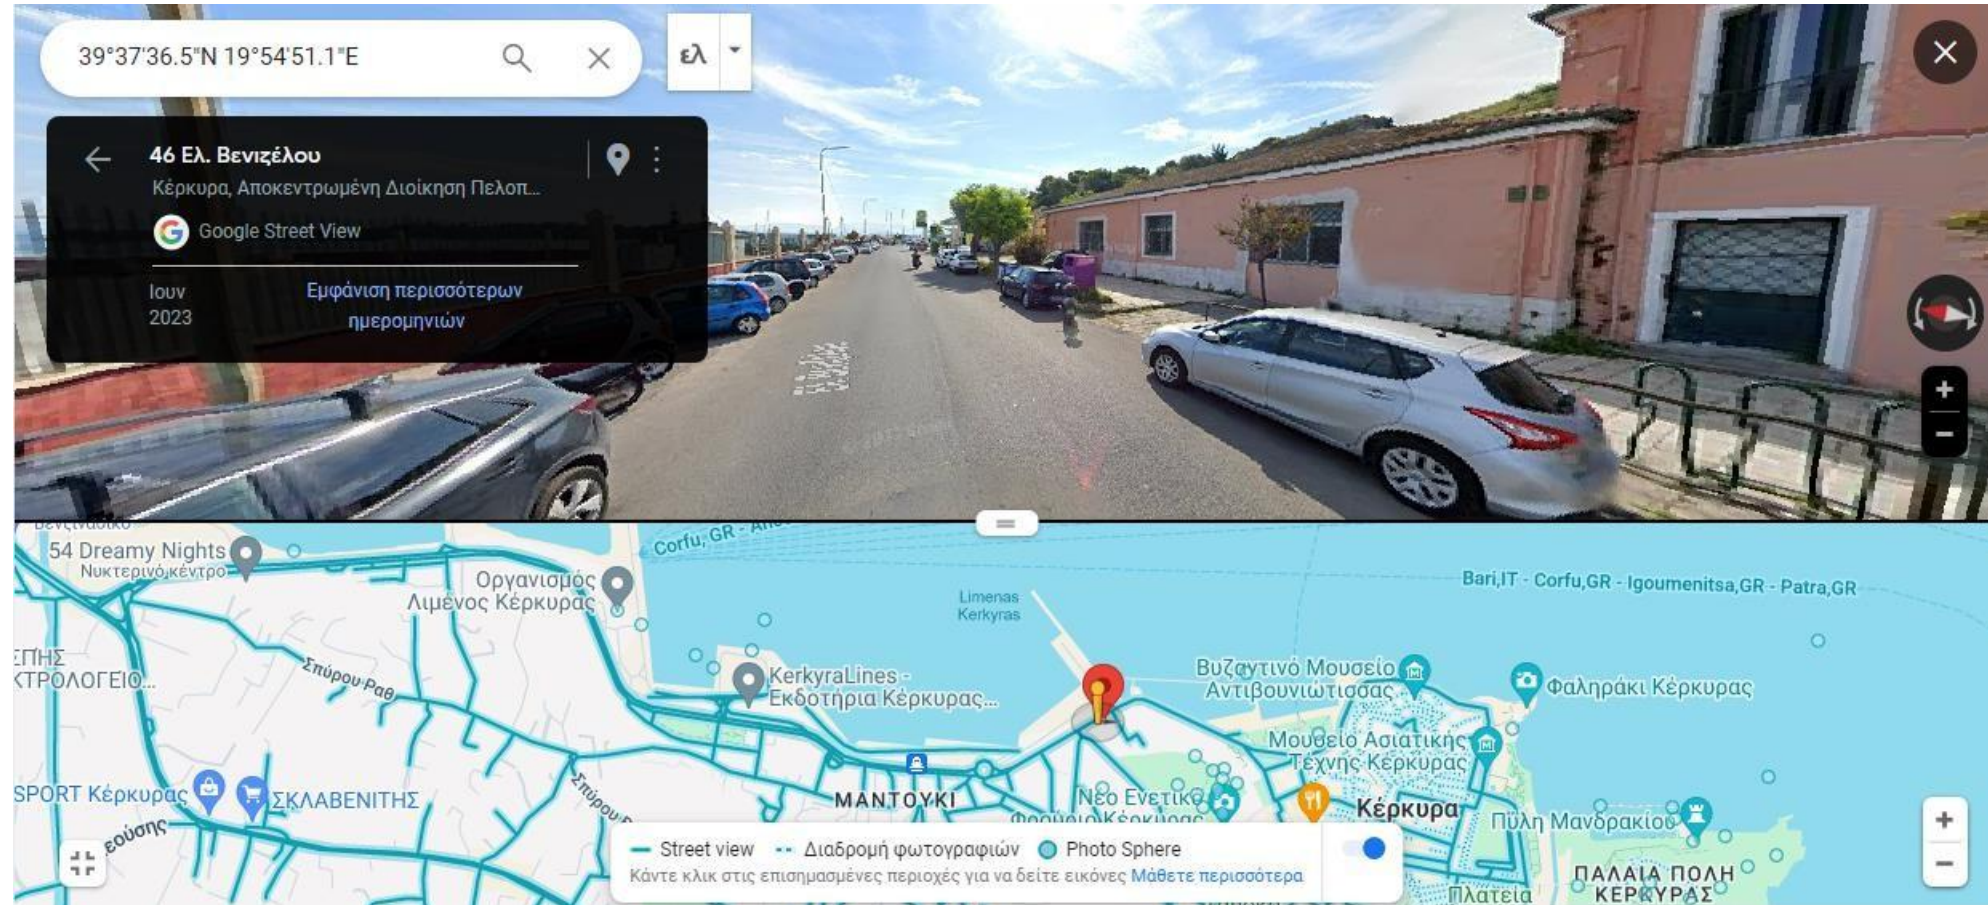 39°37'36.5"N 19°54'51.1"E
ελ
46 Ελ. Βενιζέλου
Κέρκυρα, Αποκεντρωμένη Διοίκηση Πελοπ...
Google Street View
Ιουν
2023
Εμφάνιση περισσότερων
ημερομηνιών
54 Dreamy Nights
Νυκτερινό κέντρο
Οργανισμός
Λιμένος Κέρκυρας
Corfu, GR -
Limenas
Kerkyras
Bari,IT - Corfu,GR - Igoumenitsa,GR - Patra,GR
ΚΤΡΟΛΟΓΕΙΟ...
Σπύρου Ραθ
KerkyraLines -
Εκδοτήρια Κέρκυρας...
Βυζαντινό Μουσείο
Αντιβουνιώτισσας
Φαληράκι Κέρκυρας
Μουσείο Ασιατικής
Τέχνης Κέρκυρας
SPORT Κέρκυρας
ΣΚΛΑΒΕΝΙΤΗΣ
Σπύρου
ΜΑΝΤΟΥΚΙ
Νέο Ενετικό
Φρούριο Κέρκυρας
Κέρκυρα
Πύλη Μανδρακίου
ΠΑΛΑΙΑ ΠΟΛΗ
ΚΕΡΚΥΡΑΣ
Πλατεία
Street view
Διαδρομή φωτογραφιών
Photo Sphere
Κάντε κλικ στις επισημασμένες περιοχές για να δείτε εικόνες Μάθετε περισσότερα